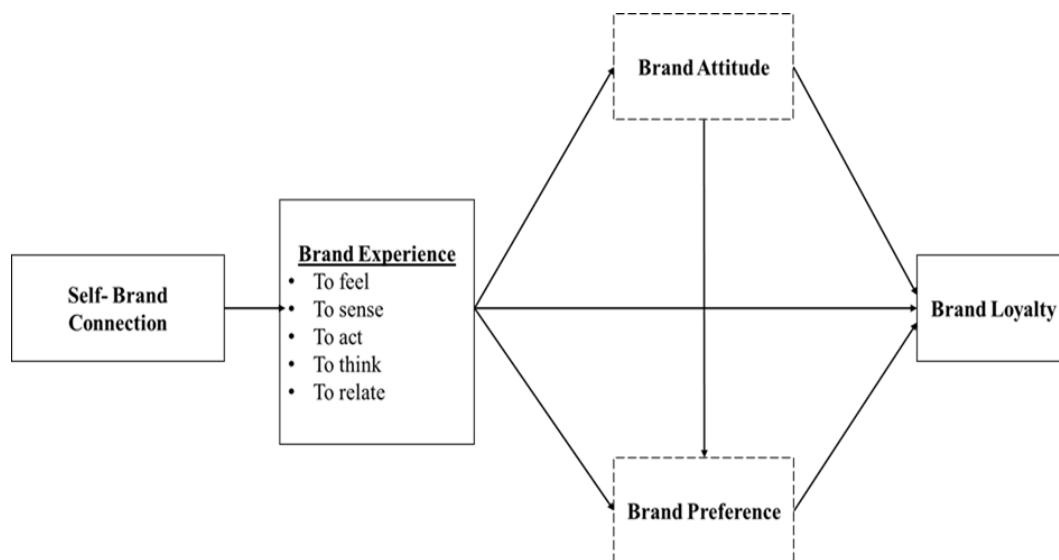 Brand Attitude
Self- Brand
Connection
Brand Experience
• To feel
• To sense
• To act
• To think
• To relate
Brand Loyalty
Brand Preference